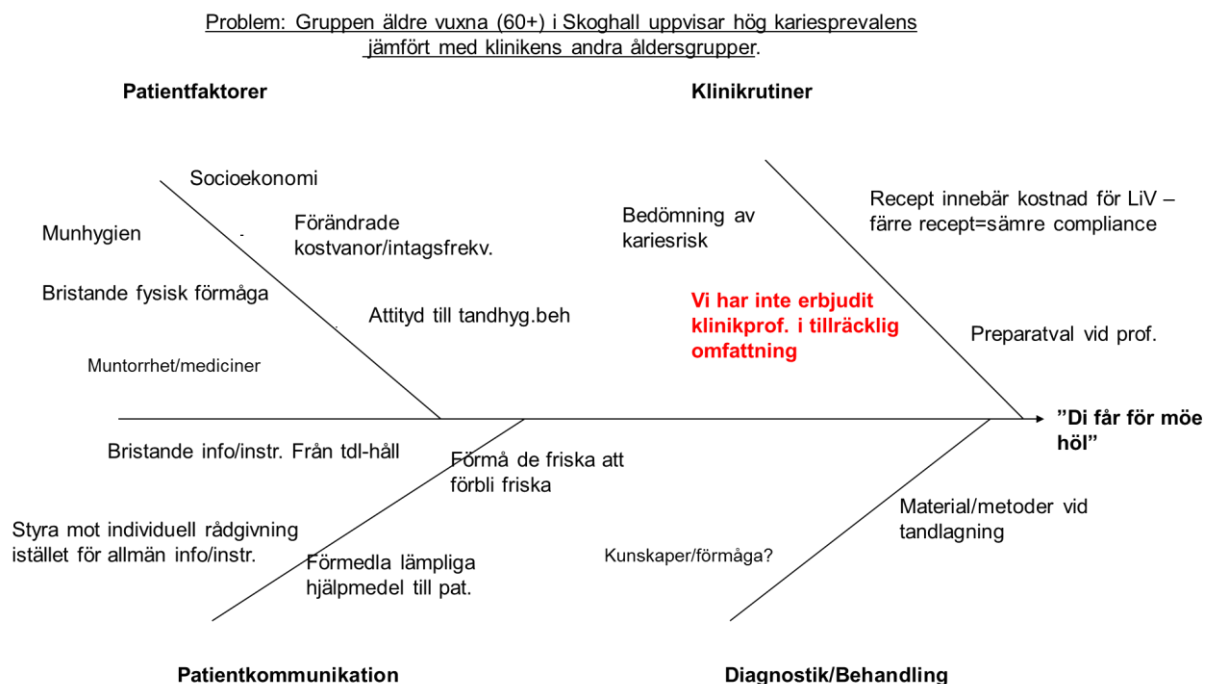 Problem: Gruppen äldre vuxna (60+) i Skoghall uppvisar hög kariesprevalens
jämfört med klinikens andra åldersgrupper.
Patientfaktorer
Klinikrutiner
Socioekonomi
Munhygien
Förändrade
kostvanor/intagsfrekv.
Bristande fysisk förmåga
Attityd till tandhyg.beh
Muntorrhet/mediciner
Bedömning av
kariesrisk
Recept innebär kostnad för LiV –
färre recept=sämre compliance
Vi har inte erbjudit
klinikprof. i tillräcklig
omfattning
Preparatval vid prof.
”Di får för möe
höl”
Bristande info/instr. Från tdl-håll
Förmå de friska att
förbli friska
Styra mot individuell rådgivning
istället för allmän info/instr.
Förmedla lämpliga
hjälpmedel till pat.
Material/metoder vid
tandlagning
Kunskaper/förmåga?
Patientkommunikation
Diagnostik/Behandling